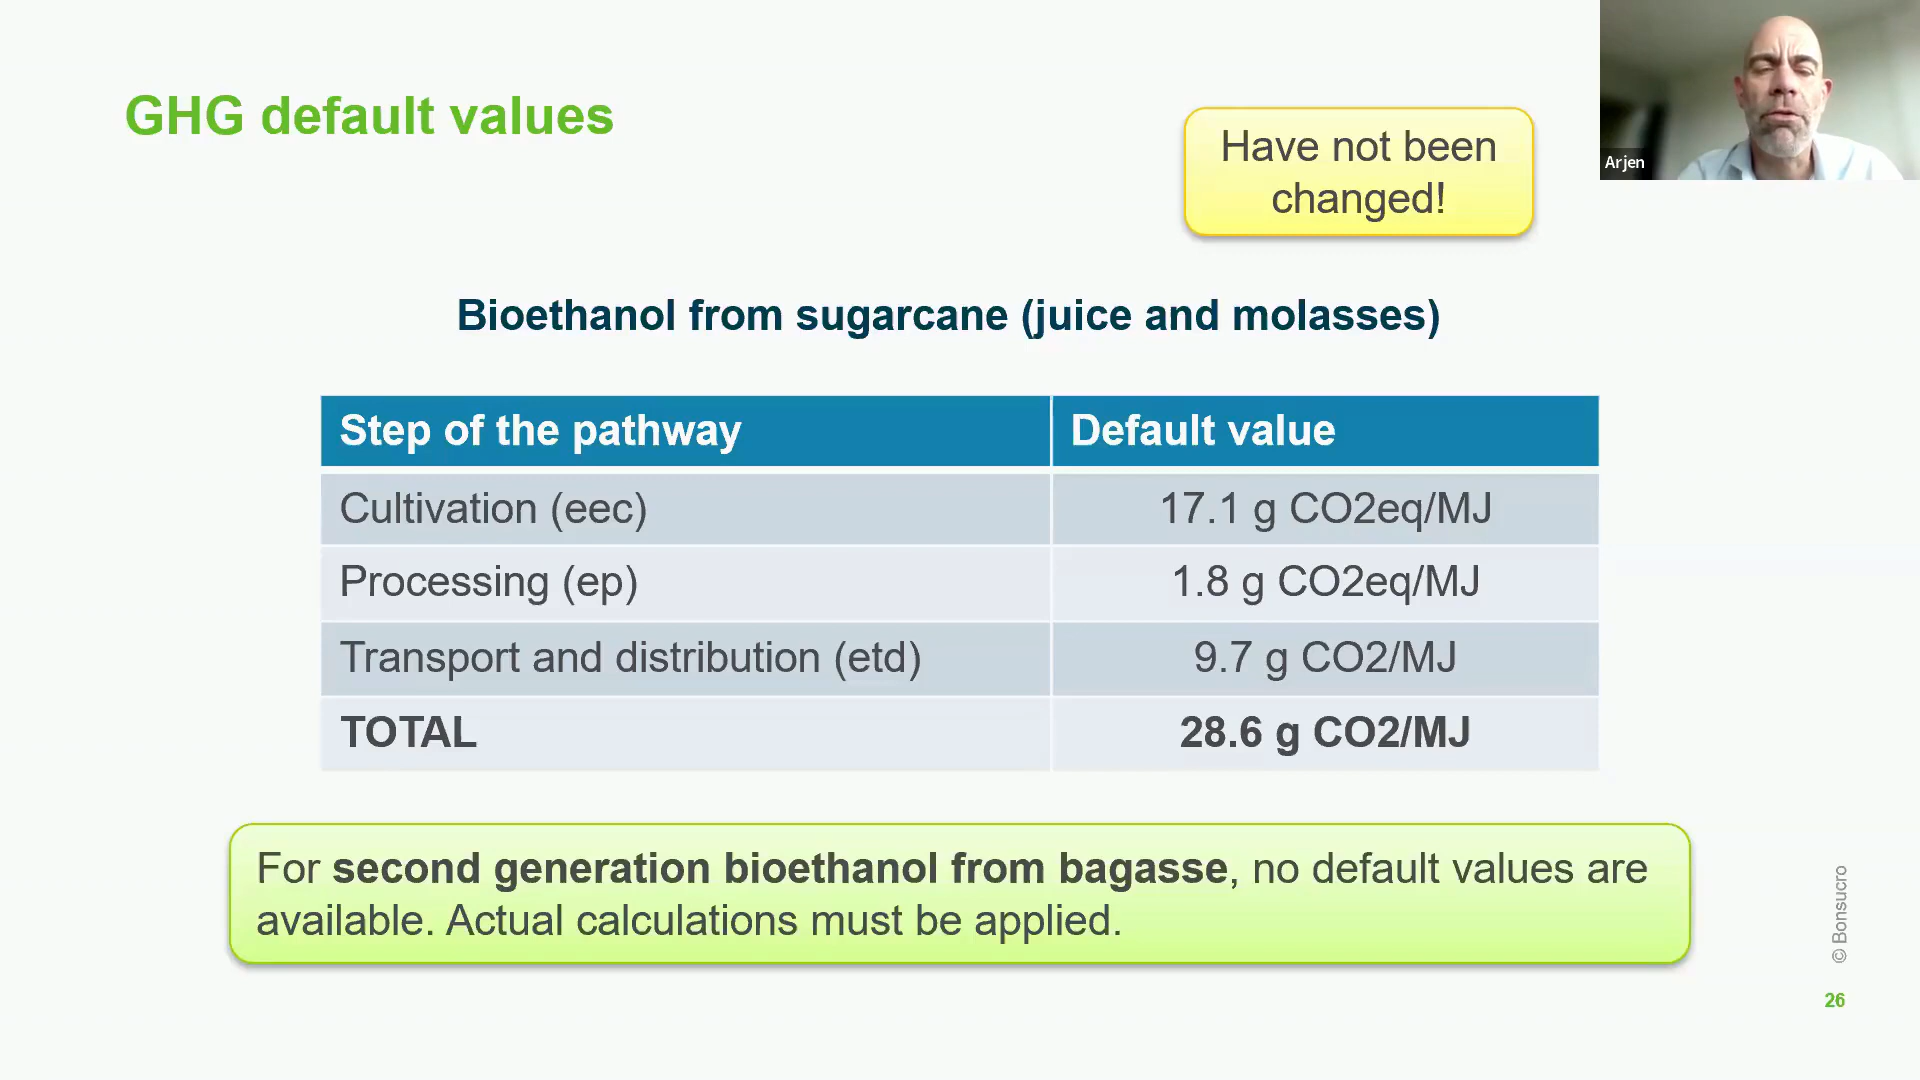 GHG default values
Have not been
changed!
Arjen
Bioethanol from sugarcane (juice and molasses)
Step of the pathway
Default value
Cultivation (eec)
17.1 g CO2eq/MJ
Processing (ep)
1.8 g CO2eq/MJ
Transport and distribution (etd)
9.7 g CO2/MJ
TOTAL
28.6 g CO2/MJ
For second generation bioethanol from bagasse, no default values are
available. Actual calculations must be applied.
© Bonsucro
26